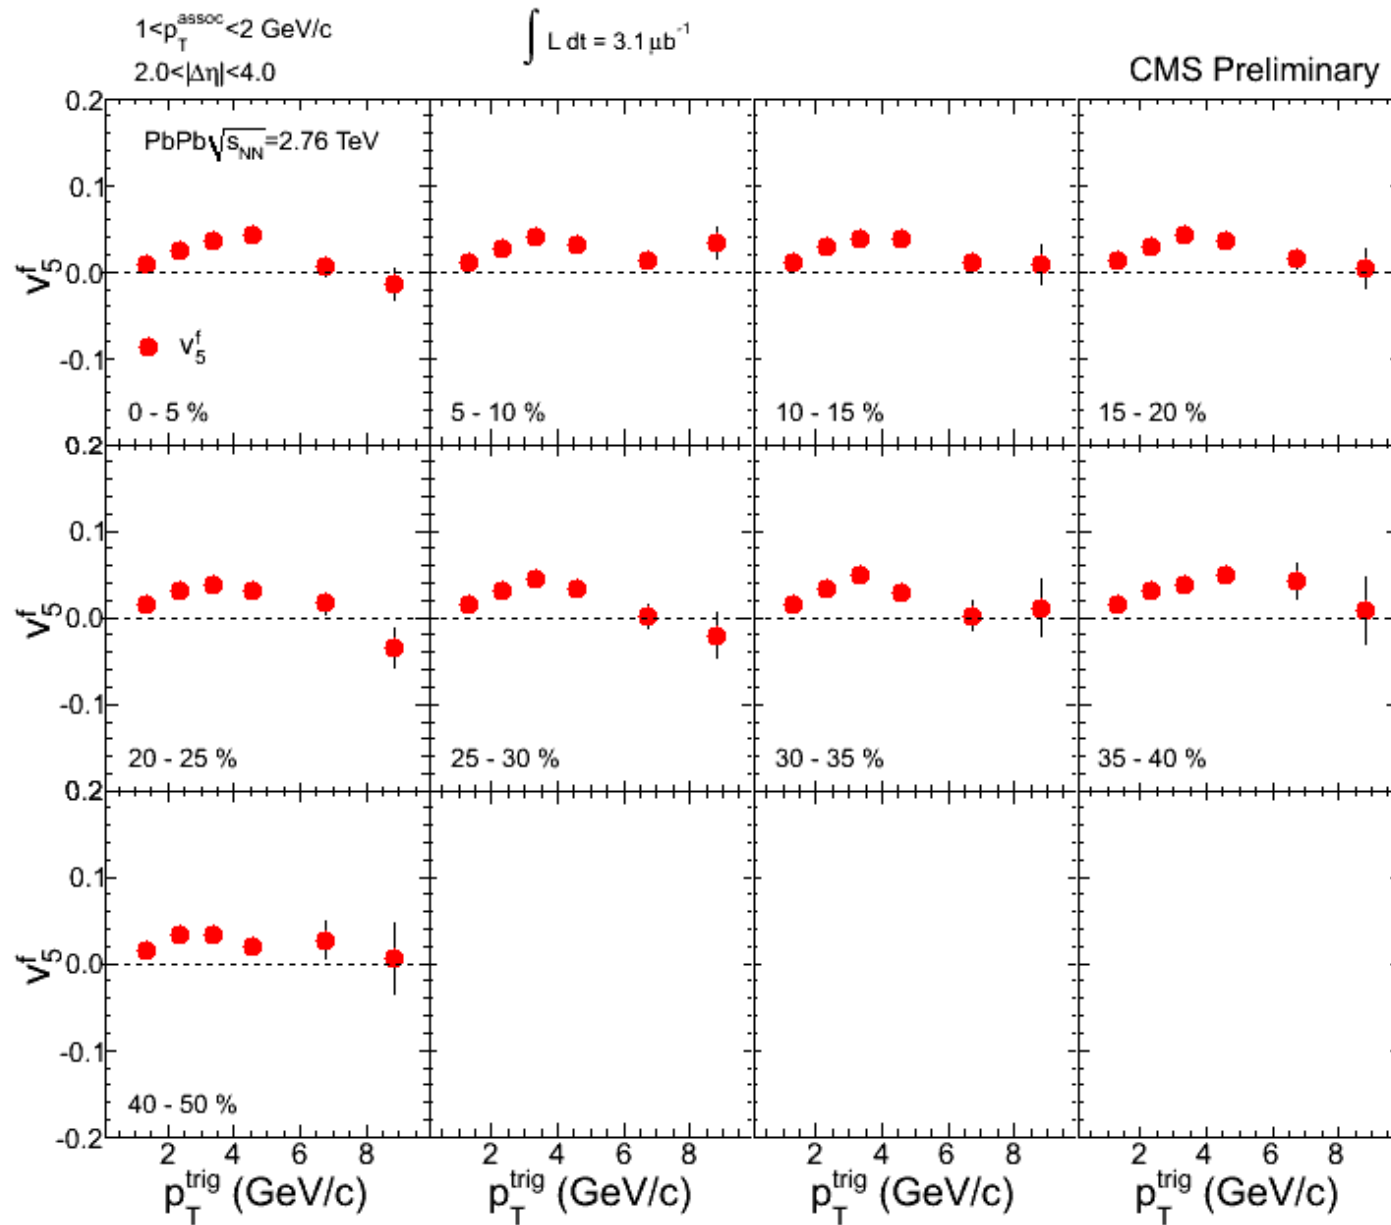 1<p_T^assoc<2 GeV/c
∫ L dt = 3.1 μb^-1
2.0<|Δη|<4.0
CMS Preliminary
PbPb √s_NN=2.76 TeV
0.2
0.1
0.0
-0.1
v_5^f
v_5^f
0 - 5 %
5 - 10 %
10 - 15 %
15 - 20 %
0.2
0.1
0.0
-0.1
v_5^f
20 - 25 %
25 - 30 %
30 - 35 %
35 - 40 %
0.2
0.1
0.0
-0.1
-0.2
v_5^f
40 - 50 %
2 4 6 8
2 4 6 8
2 4 6 8
2 4 6 8
p_T^trig (GeV/c)
p_T^trig (GeV/c)
p_T^trig (GeV/c)
p_T^trig (GeV/c)